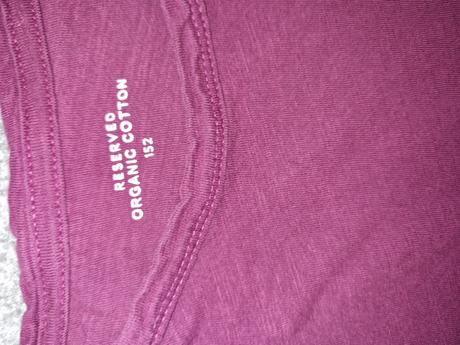 RESERVED
ORGANIC COTTON
152